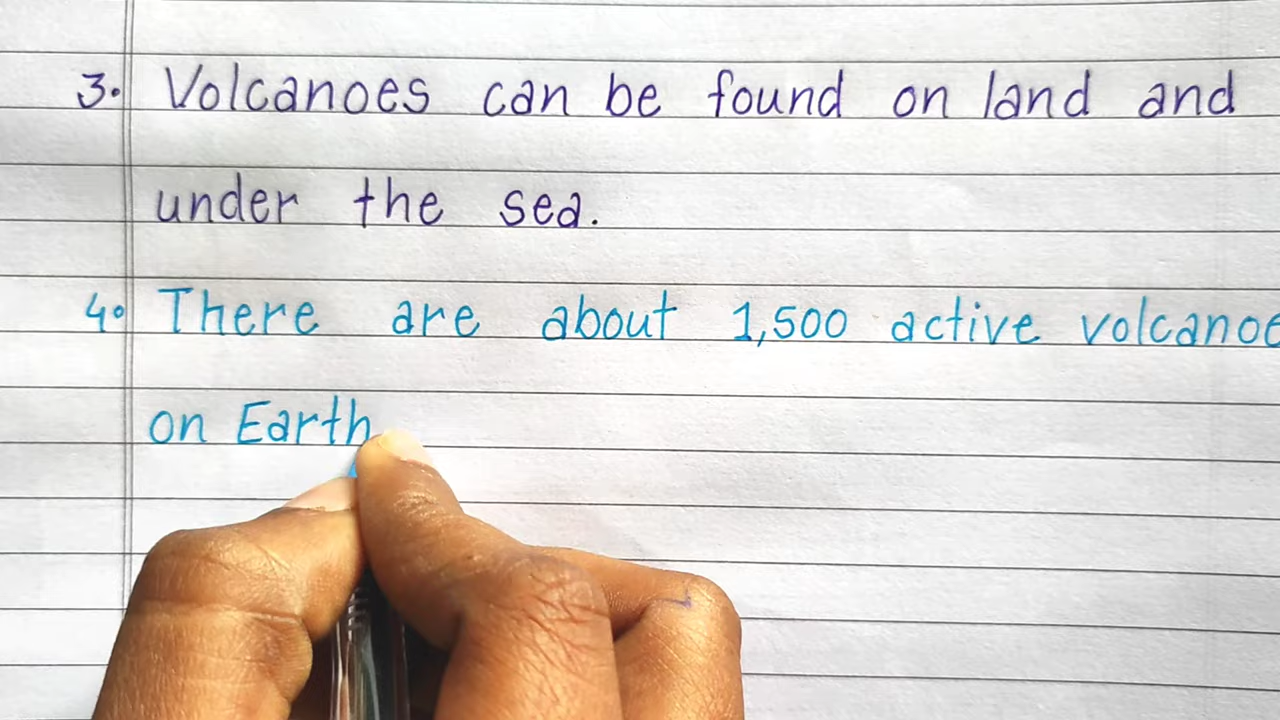 3. Volcanoes can be found on land and
under the sea.
4. There are about 1,500 active volcanoe
on Earth